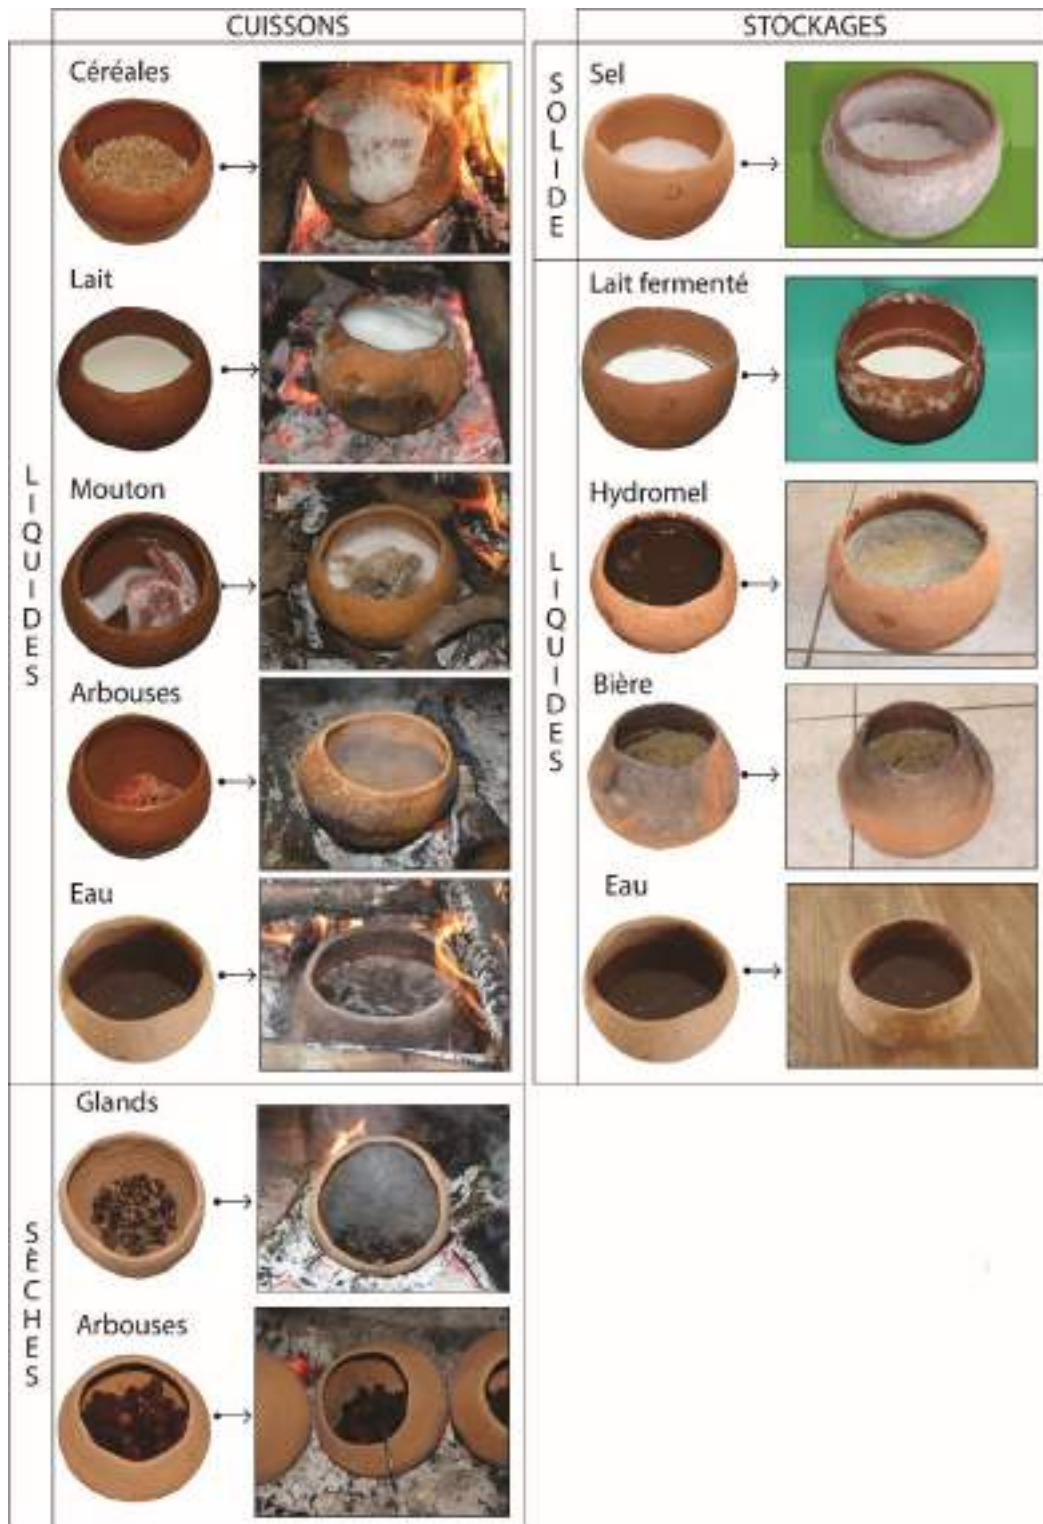 CUISSONS
LIQUIDES
Céréales
Lait
Mouton
Arbouses
Eau
SÈCHES
Glands
Arbouses
STOCKAGES
SOLIDE
Sel
LIQUIDES
Lait fermenté
Hydromel
Bière
Eau